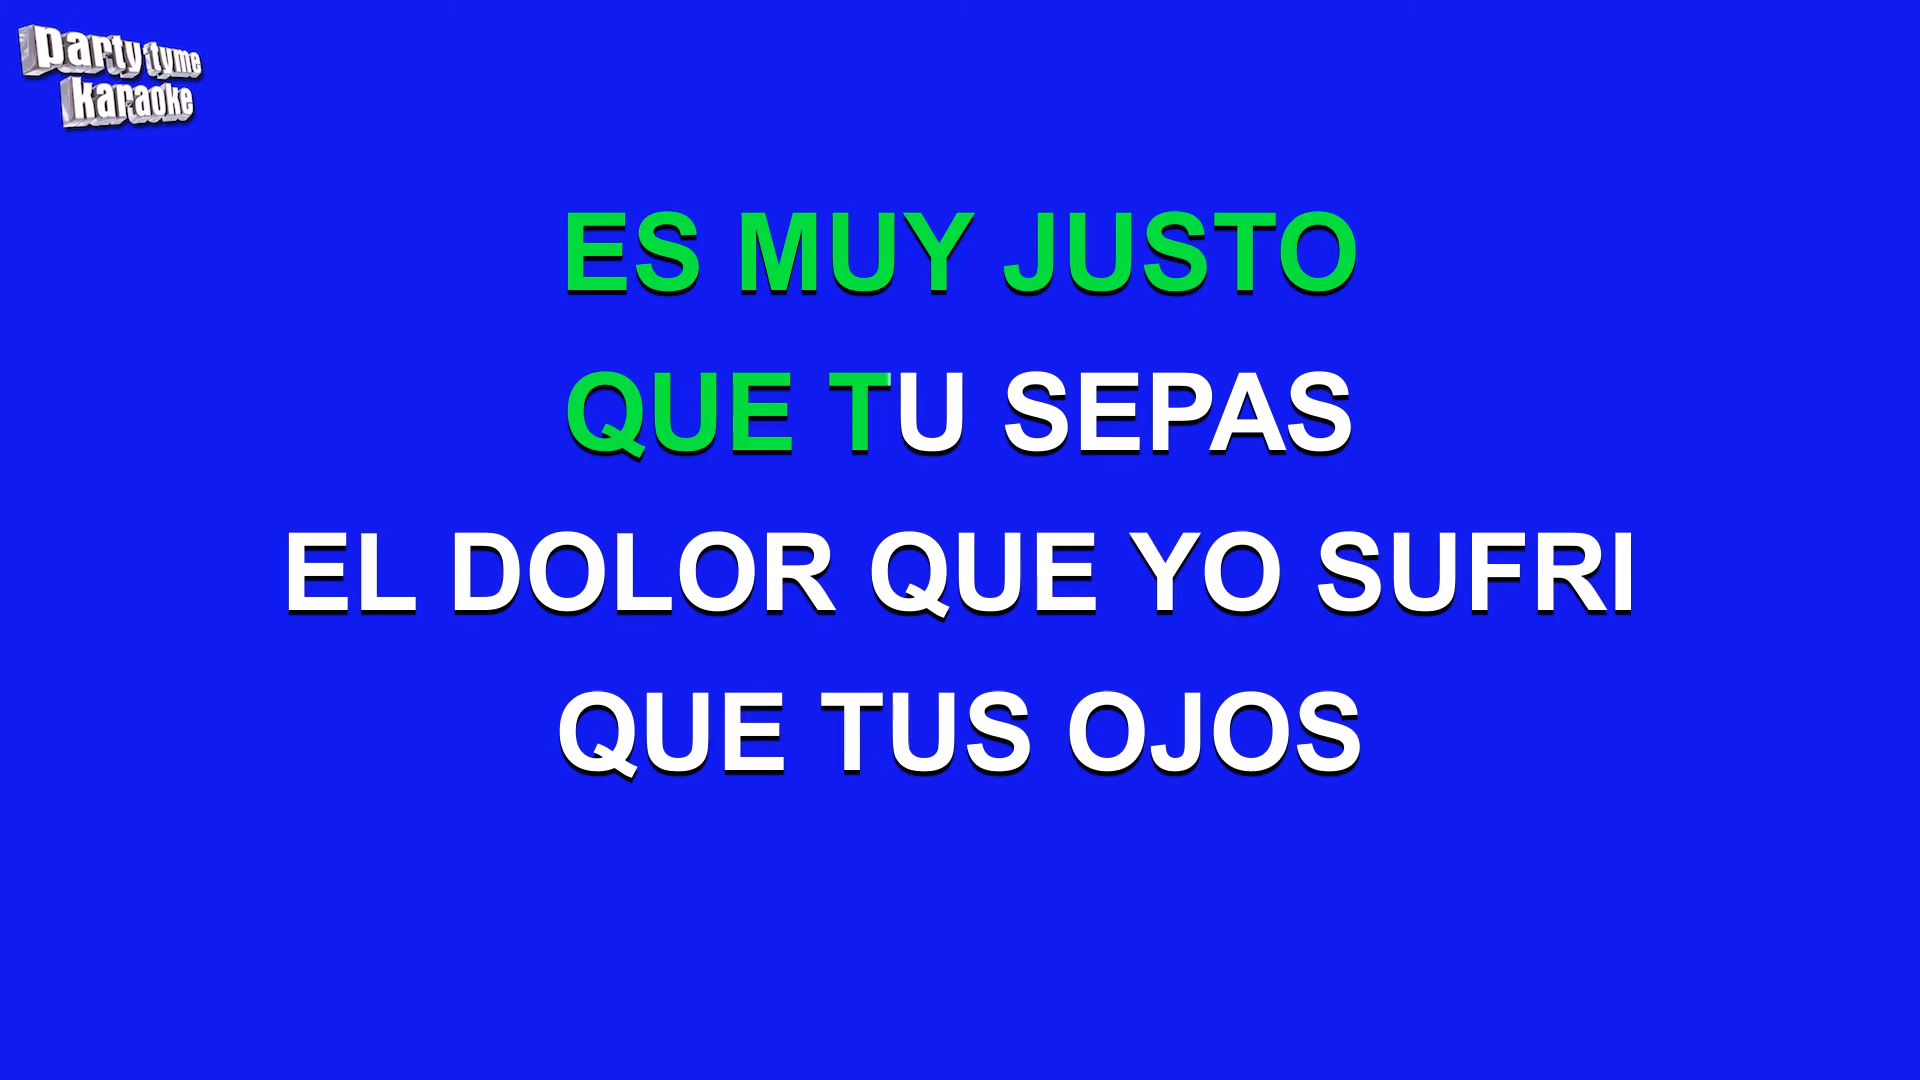 party tyme
karaoke
ES MUY JUSTO
QUE TU SEPAS
EL DOLOR QUE YO SUFRI
QUE TUS OJOS